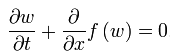 ∂w/∂t + ∂/∂x f (w) = 0